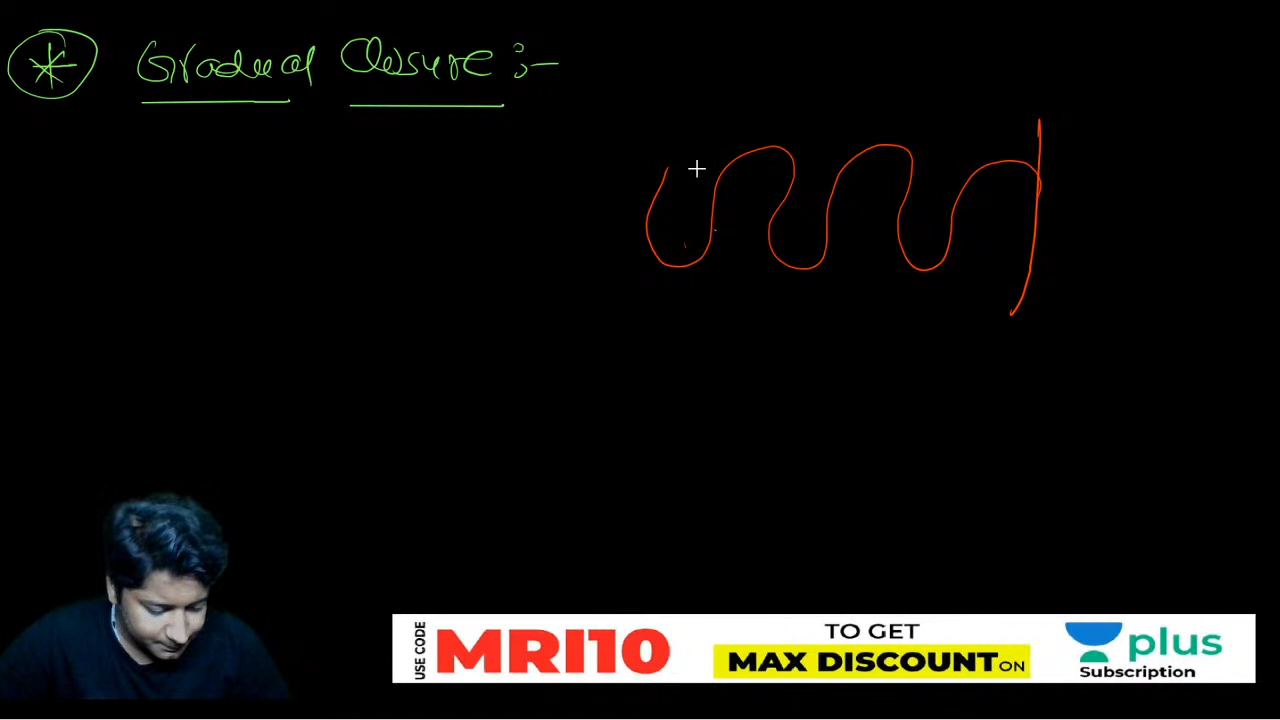 * Gradual Closure :-
USE CODE
MRI10
TO GET
MAX DISCOUNT ON
plus
Subscription